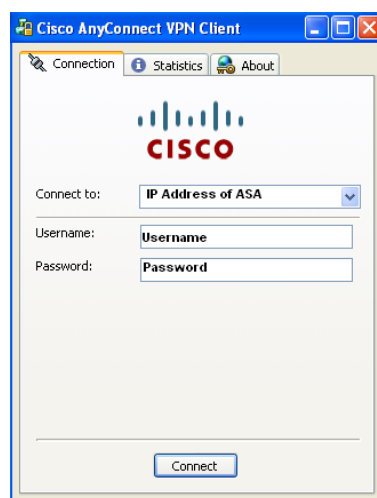 Cisco AnyConnect VPN Client
Connection Statistics About
CISCO
Connect to: IP Address of ASA
Username: Username
Password: Password
Connect